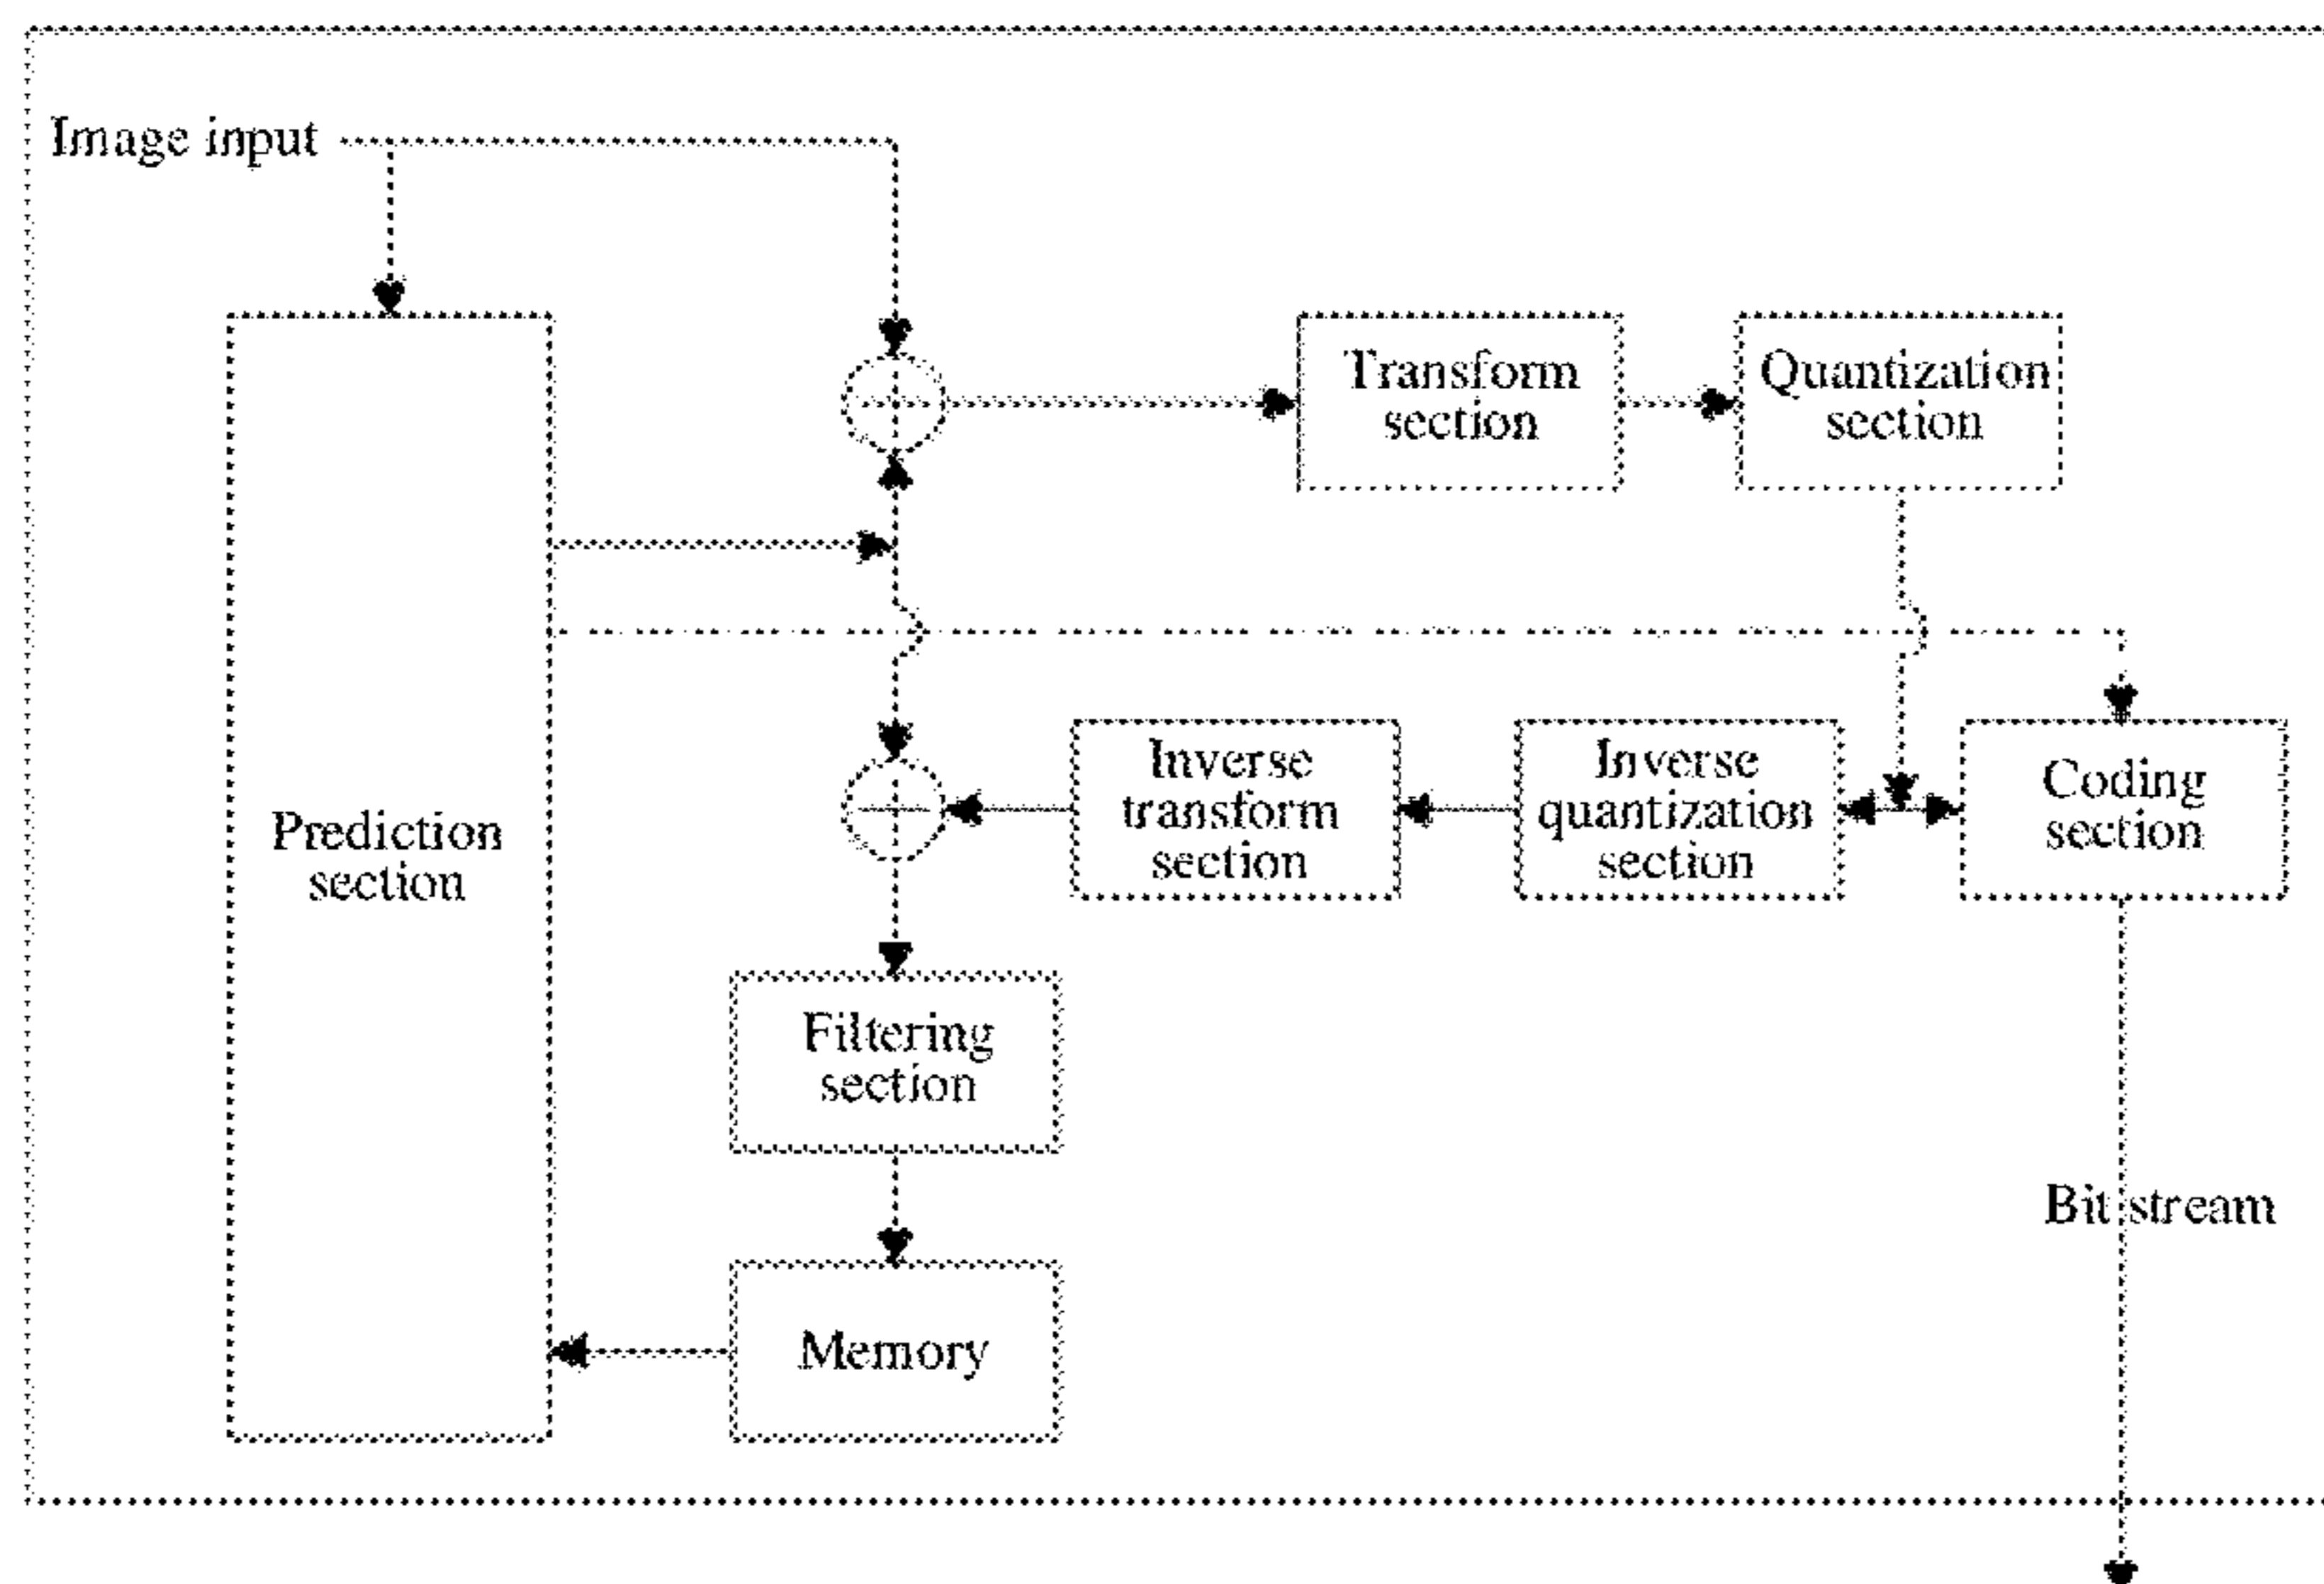 Image input
Transform
section
Quantization
section
Prediction
section
Inverse
transform
section
Inverse
quantization
section
Coding
section
Filtering
section
Bit stream
Memory